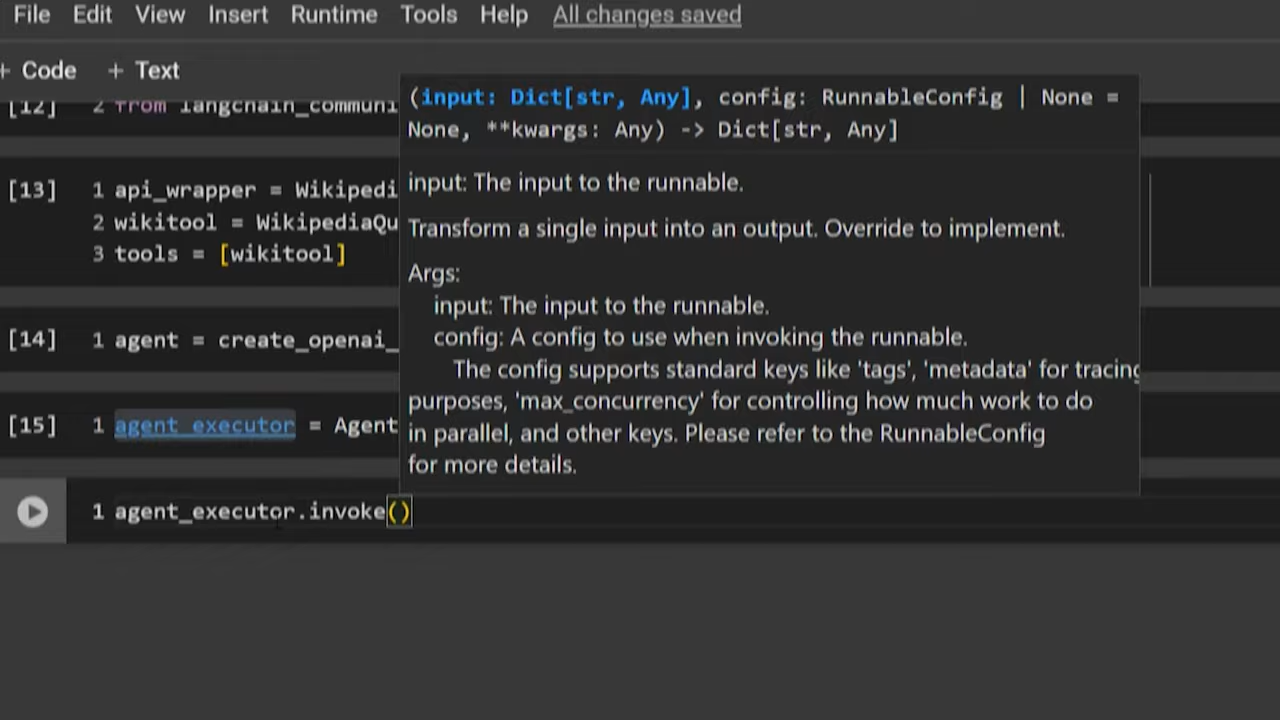 File Edit View Insert Runtime Tools Help All changes saved
+ Code + Text
[12] 2 from langchain_communi
[13] 1 api_wrapper = Wikipedi
2 wikitool = WikipediaQu
3 tools = [wikitool]
[14] 1 agent = create_openai_
[15] 1 agent_executor = Agent
1 agent_executor.invoke()
(input: Dict[str, Any], config: RunnableConfig | None =
None, **kwargs: Any) -> Dict[str, Any]
input: The input to the runnable.
Transform a single input into an output. Override to implement.
Args:
input: The input to the runnable.
config: A config to use when invoking the runnable.
The config supports standard keys like 'tags', 'metadata' for tracing
purposes, 'max_concurrency' for controlling how much work to do
in parallel, and other keys. Please refer to the RunnableConfig
for more details.